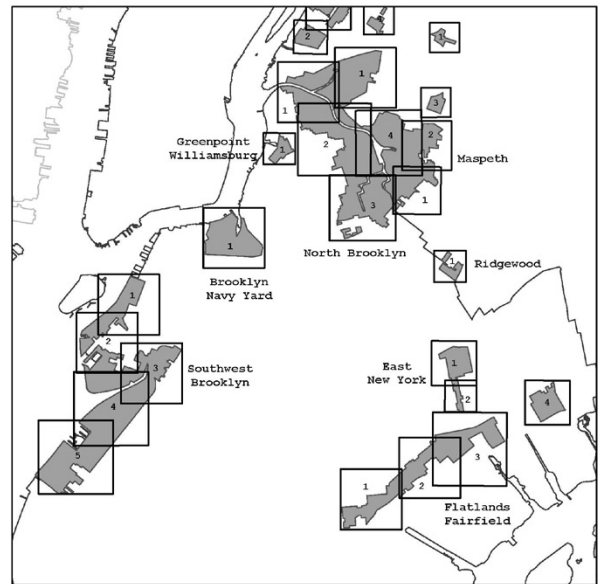 2
1
1
3
1
4
2
2
Greenpoint
Williamsburg
1
Maspeth
1
3
1
North Brooklyn
1
Ridgewood
Brooklyn
Navy Yard
1
2
3
Southwest
Brooklyn
East
New York
1
2
4
4
5
3
1
2
Flatlands
Fairfield